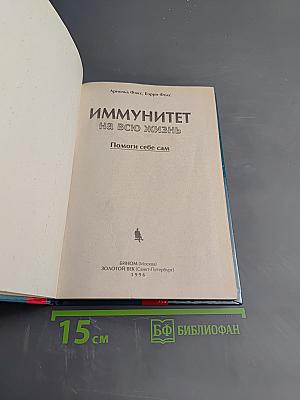 Арнольд Фокс, Барри Фокс
ИММУНИТЕТ
на всю жизнь
Помоги себе сам
БИНОМ (Москва)
ЗОЛОТОЙ ВЕК (Санкт-Петербург)
1996
15 см
БФ БИБЛИОФАН